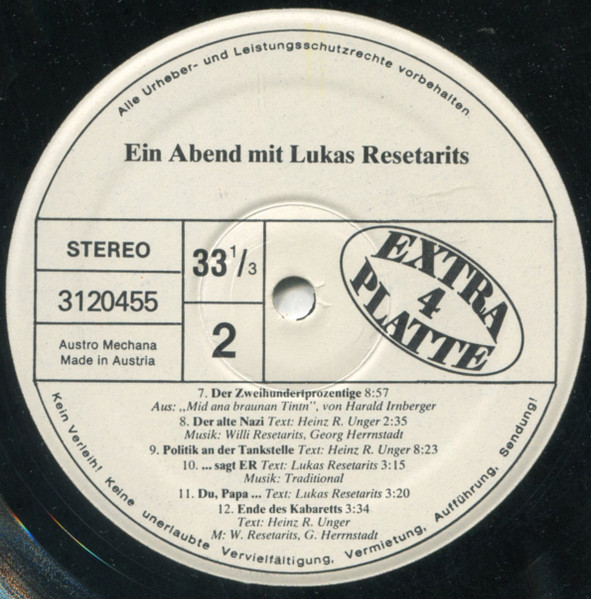 Alle Urheber- und Leistungsschutzrechte vorbehalten.
Ein Abend mit Lukas Resetarits
STEREO
3120455
Austro Mechana
Made in Austria
33 1/3
2
EXTRA
4
PLATTE
7. Der Zweihundertprozentige 8:57
Aus: „Mid ana braunan Tintn", von Harald Irnberger
8. Der alte Nazi Text: Heinz R. Unger 2:35
Musik: Willi Resetarits, Georg Herrnstadt
9. Politik an der Tankstelle Text: Heinz R. Unger 8:23
10. ... sagt ER Text: Lukas Resetarits 3:15
Musik: Traditional
11. Du, Papa ... Text: Lukas Resetarits 3:20
12. Ende des Kabaretts 3:34
Text: Heinz R. Unger
M: W. Resetarits, G. Herrnstadt
Kein Verleih! Keine unerlaubte Vervielfältigung, Vermietung, Aufführung, Sendung!